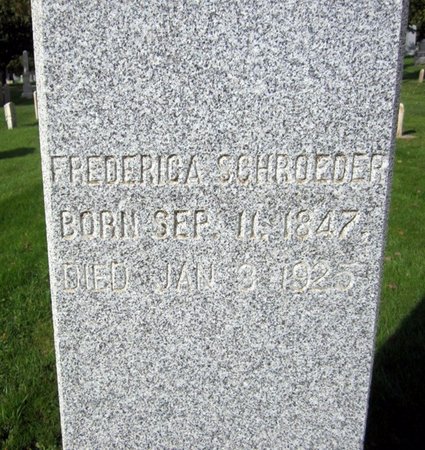 FREDERICA SCHROEDER
BORN SEP. 11. 1847.
DIED JAN 3 1925